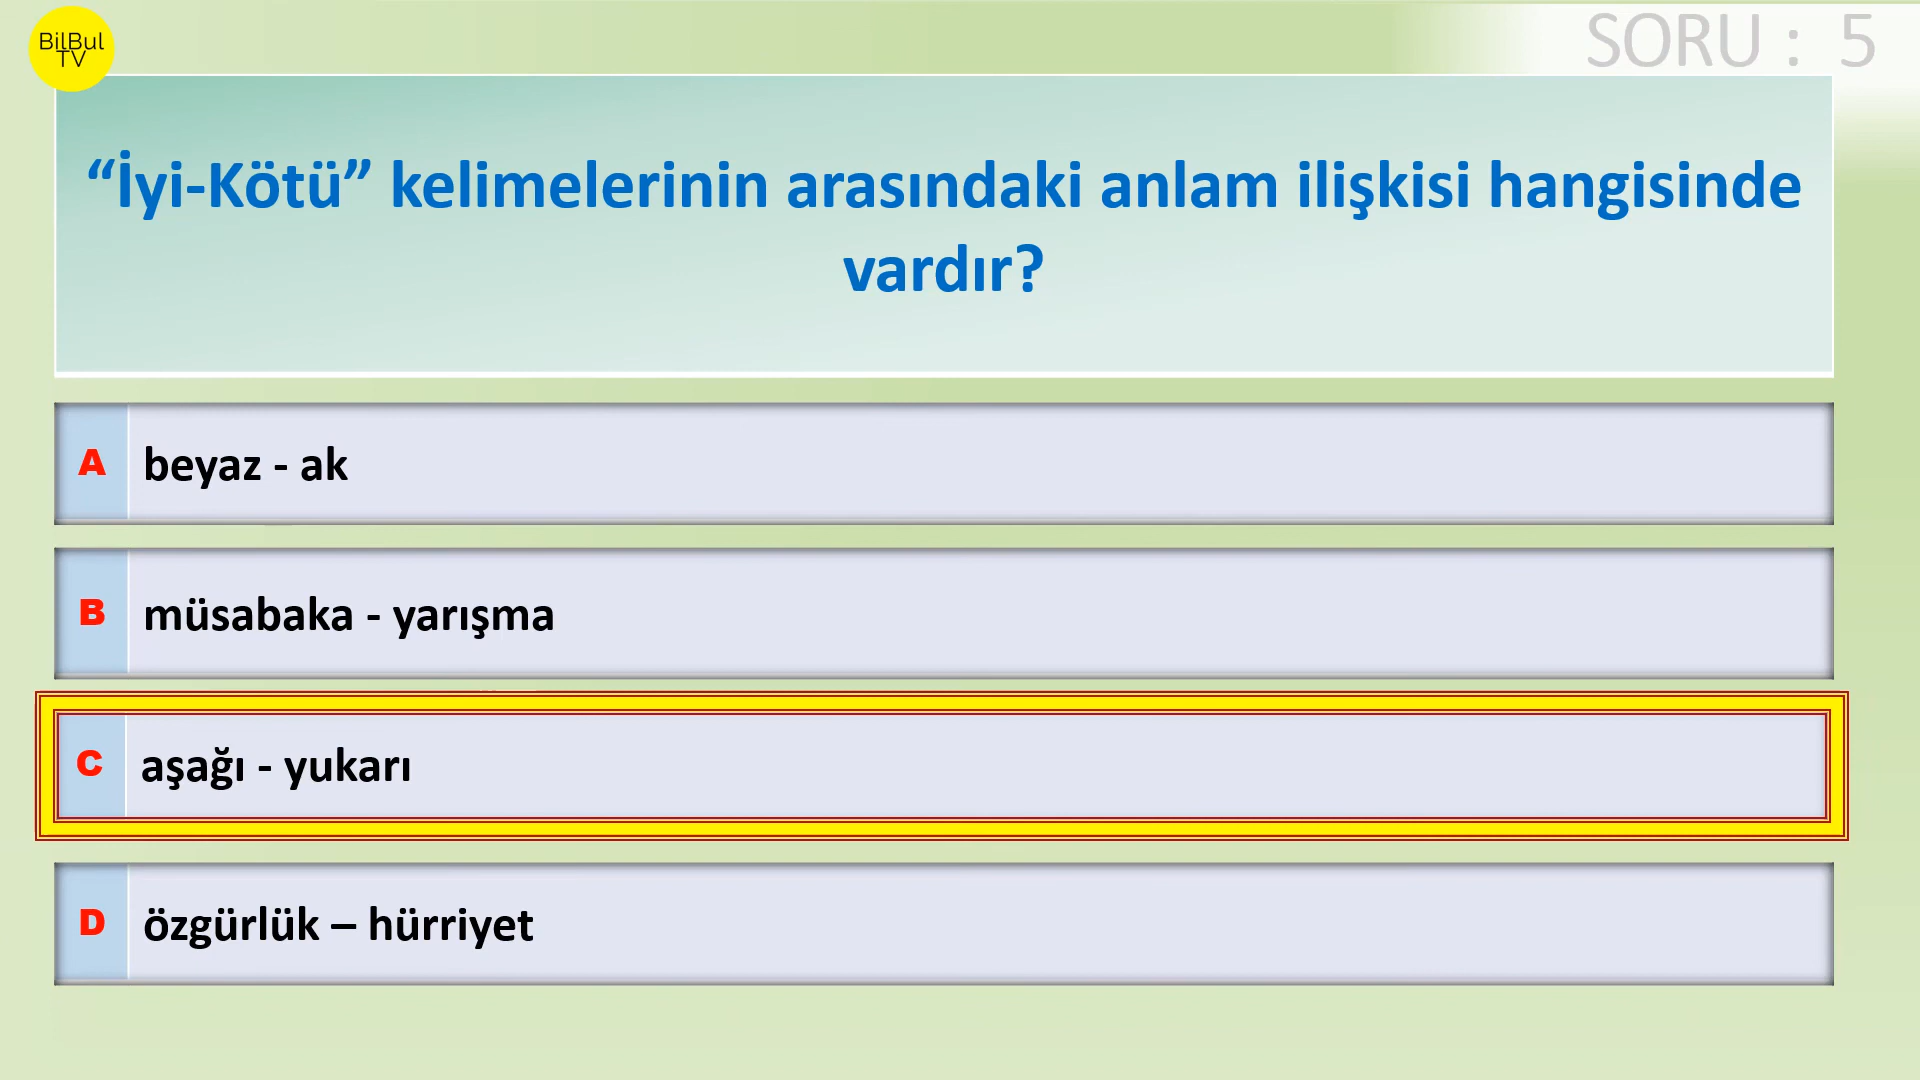 BilBul
TV
SORU : 5
“İyi-Kötü” kelimelerinin arasındaki anlam ilişkisi hangisinde
vardır?
A beyaz - ak
B müsabaka - yarışma
C aşağı - yukarı
D özgürlük – hürriyet